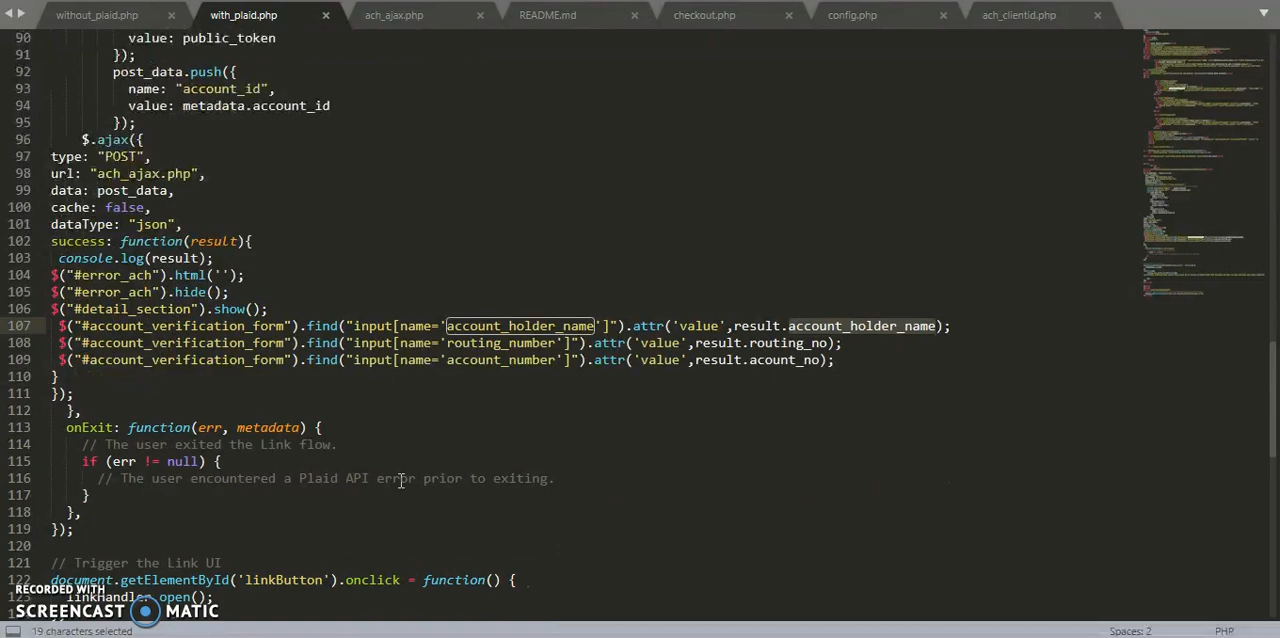 without_plaid.php × with_plaid.php × ach_ajax.php × README.md × checkout.php × config.php × ach_clientid.php ×
90 value: public_token
91 });
92 post_data.push({
93 name: "account_id",
94 value: metadata.account_id
95 });
96 $.ajax({
97 type: "POST",
98 url: "ach_ajax.php",
99 data: post_data,
100 cache: false,
101 dataType: "json",
102 success: function(result){
103 console.log(result);
104 $("#error_ach").html('');
105 $("#error_ach").hide();
106 $("#detail_section").show();
107 $("#account_verification_form").find("input[name='account_holder_name']").attr('value',result.account_holder_name);
108 $("#account_verification_form").find("input[name='routing_number']").attr('value',result.routing_no);
109 $("#account_verification_form").find("input[name='account_number']").attr('value',result.acount_no);
110 }
111 });
112 },
113 onExit: function(err, metadata) {
114 // The user exited the Link flow.
115 if (err != null) {
116 // The user encountered a Plaid API error prior to exiting.
117 }
118 },
119 });
120
121 // Trigger the Link UI
122 document.getElementById('linkButton').onclick = function() {
RECORDED WITH
123 linkHandler.open();
SCREENCAST MATIC
19 characters selected Spaces: 2 PHP